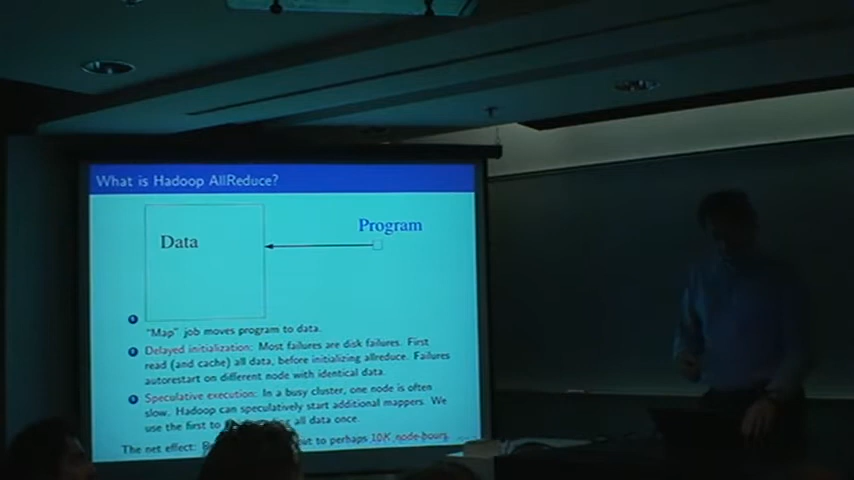 What is Hadoop AllReduce?
Program
Data
"Map" job moves program to data.
Delayed initialization: Most failures are disk failures. First
read (and cache) all data, before initializing allreduce. Failures
autorestart on different node with identical data.
Speculative execution: In a busy cluster, one node is often
slow. Hadoop can speculatively start additional mappers. We
use the first to all data once.
The net effect: out to perhaps 10K node-hours.